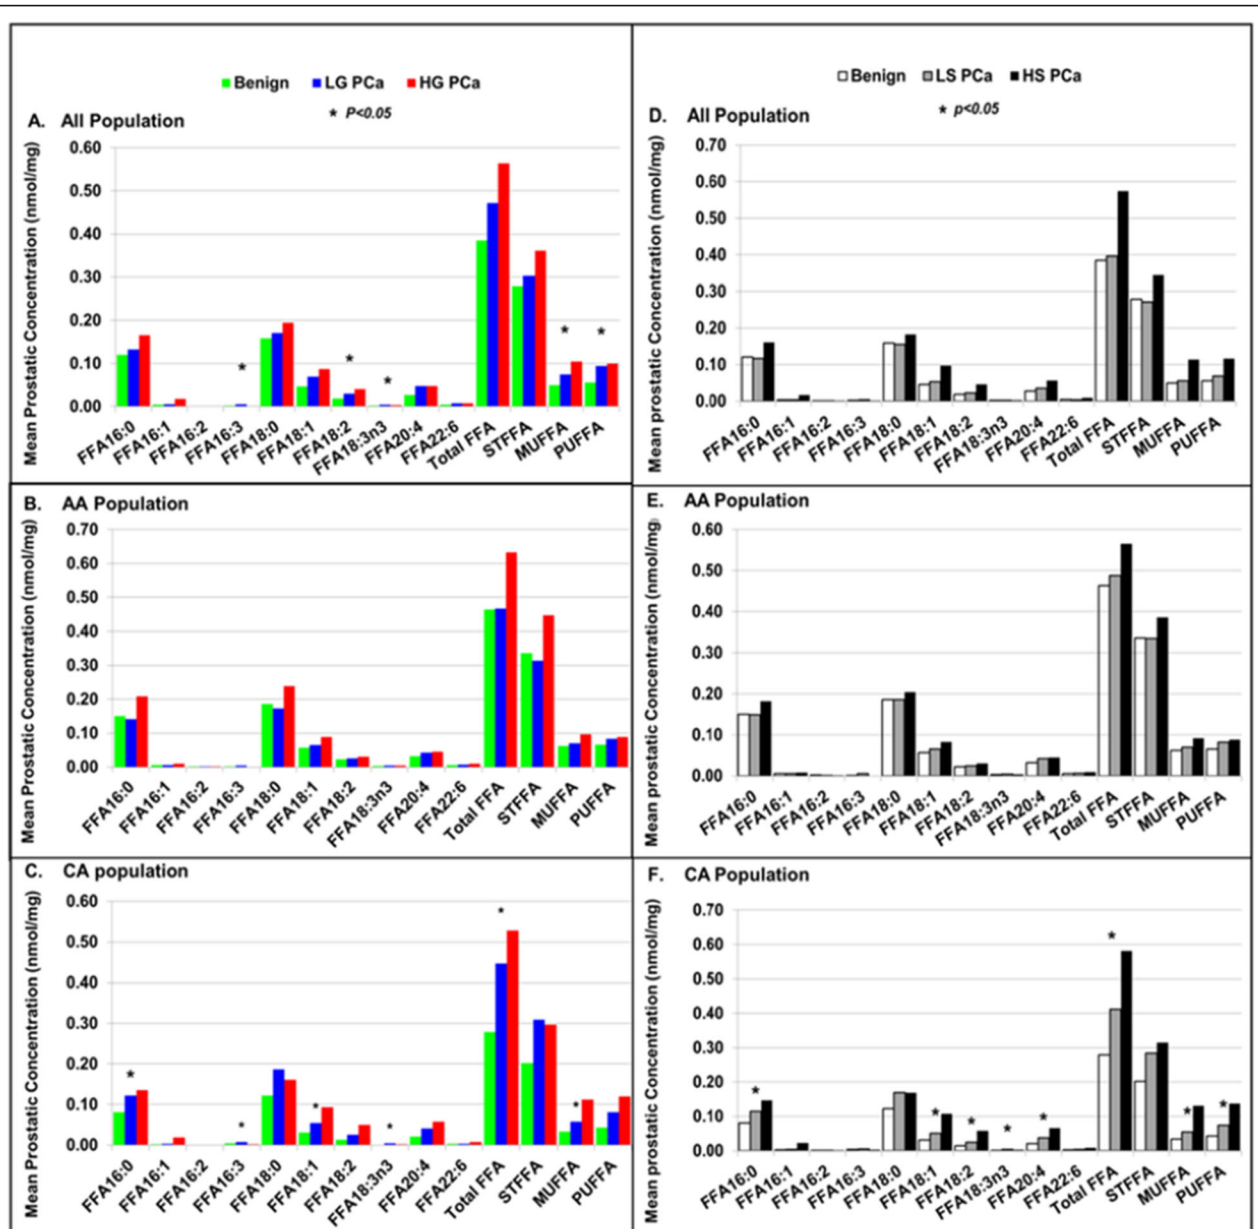 Benign LG PCa HG PCa
* P<0.05
A. All Population
Mean Prostatic Concentration (nmol/mg)
0.60
0.50
0.40
0.30
0.20
0.10
0.00
* * * * *
FFA16:0 FFA16:1 FFA16:2 FFA16:3 FFA18:0 FFA18:1 FFA18:2 FFA18:3n3 FFA20:4 FFA22:6 Total FFA STFFA MUFFA PUFFA
B. AA Population
Mean Prostatic Concentration (nmol/mg)
0.70
0.60
0.50
0.40
0.30
0.20
0.10
0.00
FFA16:0 FFA16:1 FFA16:2 FFA16:3 FFA18:0 FFA18:1 FFA18:2 FFA18:3n3 FFA20:4 FFA22:6 Total FFA STFFA MUFFA PUFFA
C. CA population
Mean Prostatic Concentration (nmol/mg)
0.60
0.50
0.40
0.30
0.20
0.10
0.00
* * * * * *
FFA16:0 FFA16:1 FFA16:2 FFA16:3 FFA18:0 FFA18:1 FFA18:2 FFA18:3n3 FFA20:4 FFA22:6 Total FFA STFFA MUFFA PUFFA
Benign LS PCa HS PCa
* p<0.05
D. All Population
Mean prostatic Concentration (nmol/mg)
0.70
0.60
0.50
0.40
0.30
0.20
0.10
0.00
FFA16:0 FFA16:1 FFA16:2 FFA16:3 FFA18:0 FFA18:1 FFA18:2 FFA18:3n3 FFA20:4 FFA22:6 Total FFA STFFA MUFFA PUFFA
E. AA Population
Mean prostatic Concentration (nmol/mg)
0.60
0.50
0.40
0.30
0.20
0.10
0.00
FFA16:0 FFA16:1 FFA16:2 FFA16:3 FFA18:0 FFA18:1 FFA18:2 FFA18:3n3 FFA20:4 FFA22:6 Total FFA STFFA MUFFA PUFFA
F. CA Population
Mean prostatic Concentration (nmol/mg)
0.70
0.60
0.50
0.40
0.30
0.20
0.10
0.00
* * * * * * * *
FFA16:0 FFA16:1 FFA16:2 FFA16:3 FFA18:0 FFA18:1 FFA18:2 FFA18:3n3 FFA20:4 FFA22:6 Total FFA STFFA MUFFA PUFFA